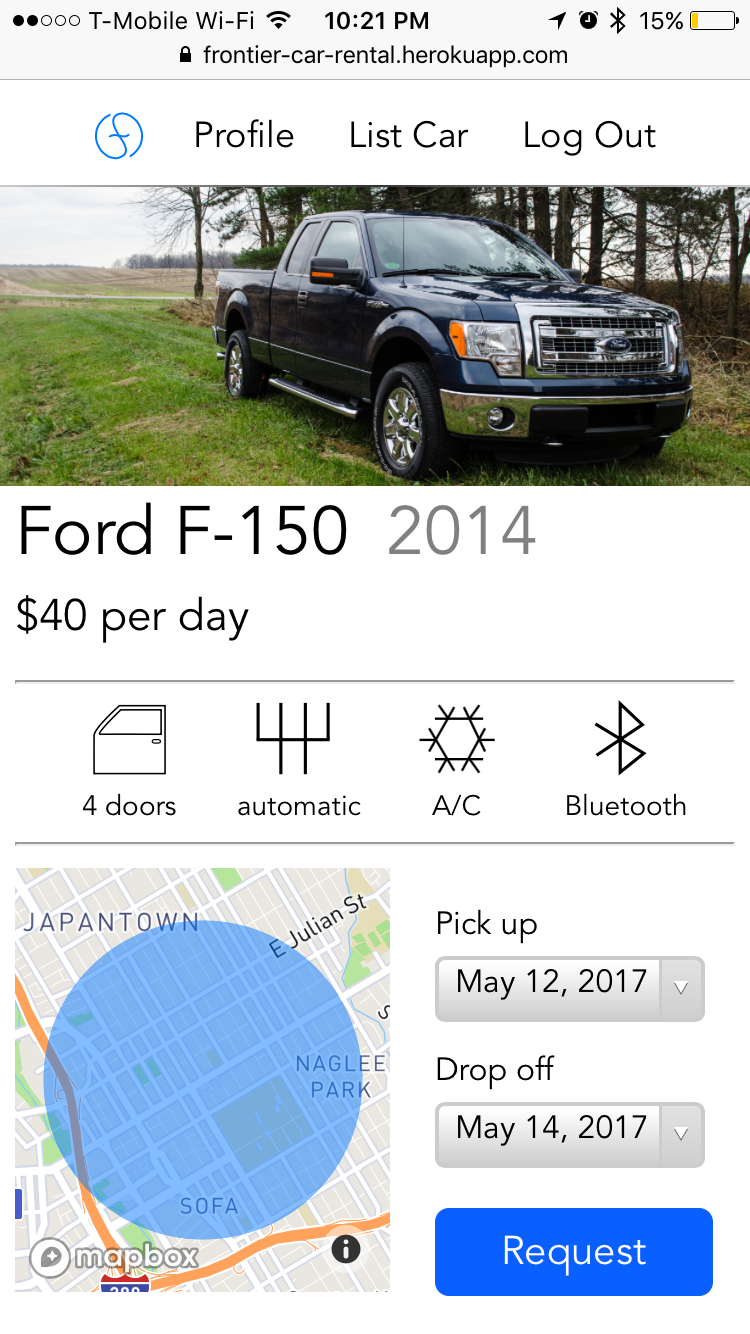 T-Mobile Wi-Fi 10:21 PM 15%
frontier-car-rental.herokuapp.com
Profile List Car Log Out
Ford
Ford F-150 2014
$40 per day
4 doors automatic A/C Bluetooth
JAPANTOWN
E Julian St
NAGLEE
PARK
SOFA
mapbox
Pick up
May 12, 2017
Drop off
May 14, 2017
Request